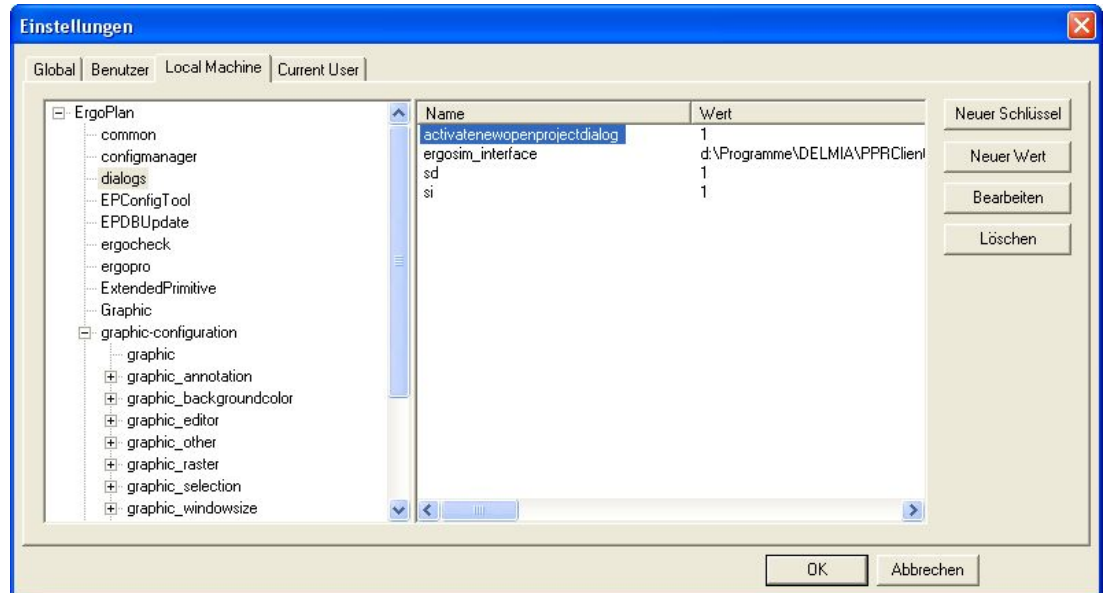 Einstellungen
Global Benutzer Local Machine Current User
ErgoPlan
common
configmanager
dialogs
EPConfigTool
EPDBUpdate
ergocheck
ergopro
ExtendedPrimitive
Graphic
graphic-configuration
graphic
graphic_annotation
graphic_backgroundcolor
graphic_editor
graphic_other
graphic_raster
graphic_selection
graphic_windowsize
Name Wert
activatenewopenprojectdialog 1
ergosim_interface d:\Programme\DELMIA\PPRClient
sd 1
si 1
Neuer Schlüssel
Neuer Wert
Bearbeiten
Löschen
OK Abbrechen